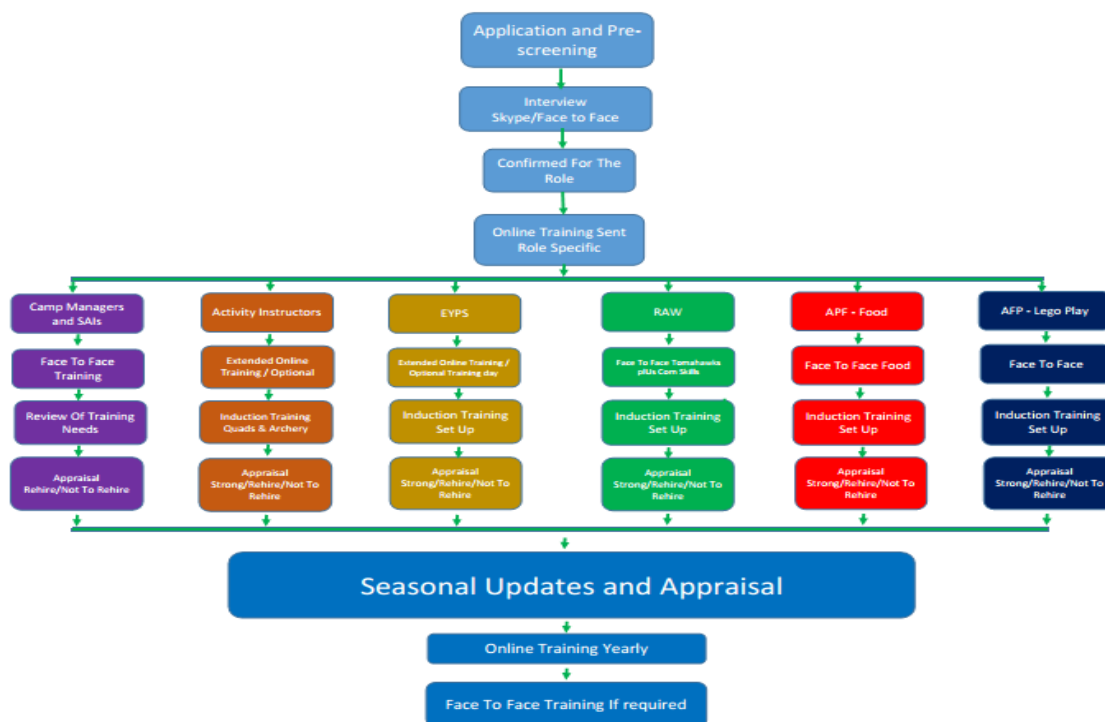 Application and Pre-
screening
Interview
Skype/Face to Face
Confirmed For The
Role
Online Training Sent
Role Specific
Camp Managers
and SAIs
Activity Instructors
EYPS
RAW
APF - Food
AFP - Lego Play
Face To Face
Training
Extended Online
Training / Optional
Extended Online Training /
Optional Training day
Face To Face Tomahawks
plUs Com Skills
Face To Face Food
Face To Face
Review Of Training
Needs
Induction Training
Quads & Archery
Induction Training
Set Up
Induction Training
Set Up
Induction Training
Set Up
Induction Training
Set Up
Appraisal
Rehire/Not To Rehire
Appraisal
Strong/Rehire/Not To
Rehire
Appraisal
Strong/Rehire/Not To
Rehire
Appraisal
Strong/Rehire/Not To
Rehire
Appraisal
Strong/Rehire/Not To
Rehire
Appraisal
Strong/Rehire/Not To
Rehire
Seasonal Updates and Appraisal
Online Training Yearly
Face To Face Training If required